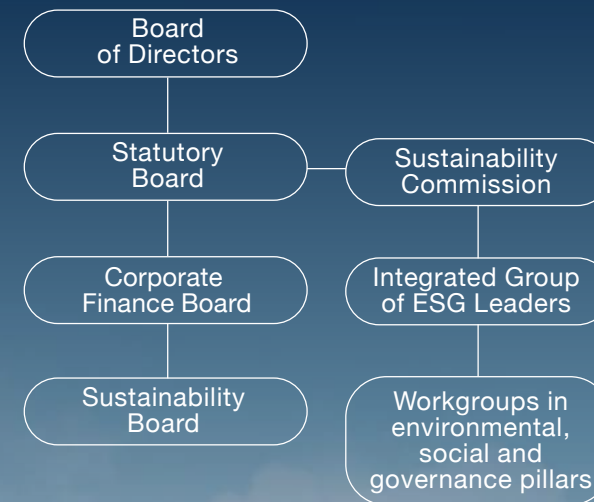 Board
of Directors
Statutory
Board
Sustainability
Commission
Corporate
Finance Board
Integrated Group
of ESG Leaders
Sustainability
Board
Workgroups in
environmental,
social and
governance pillars